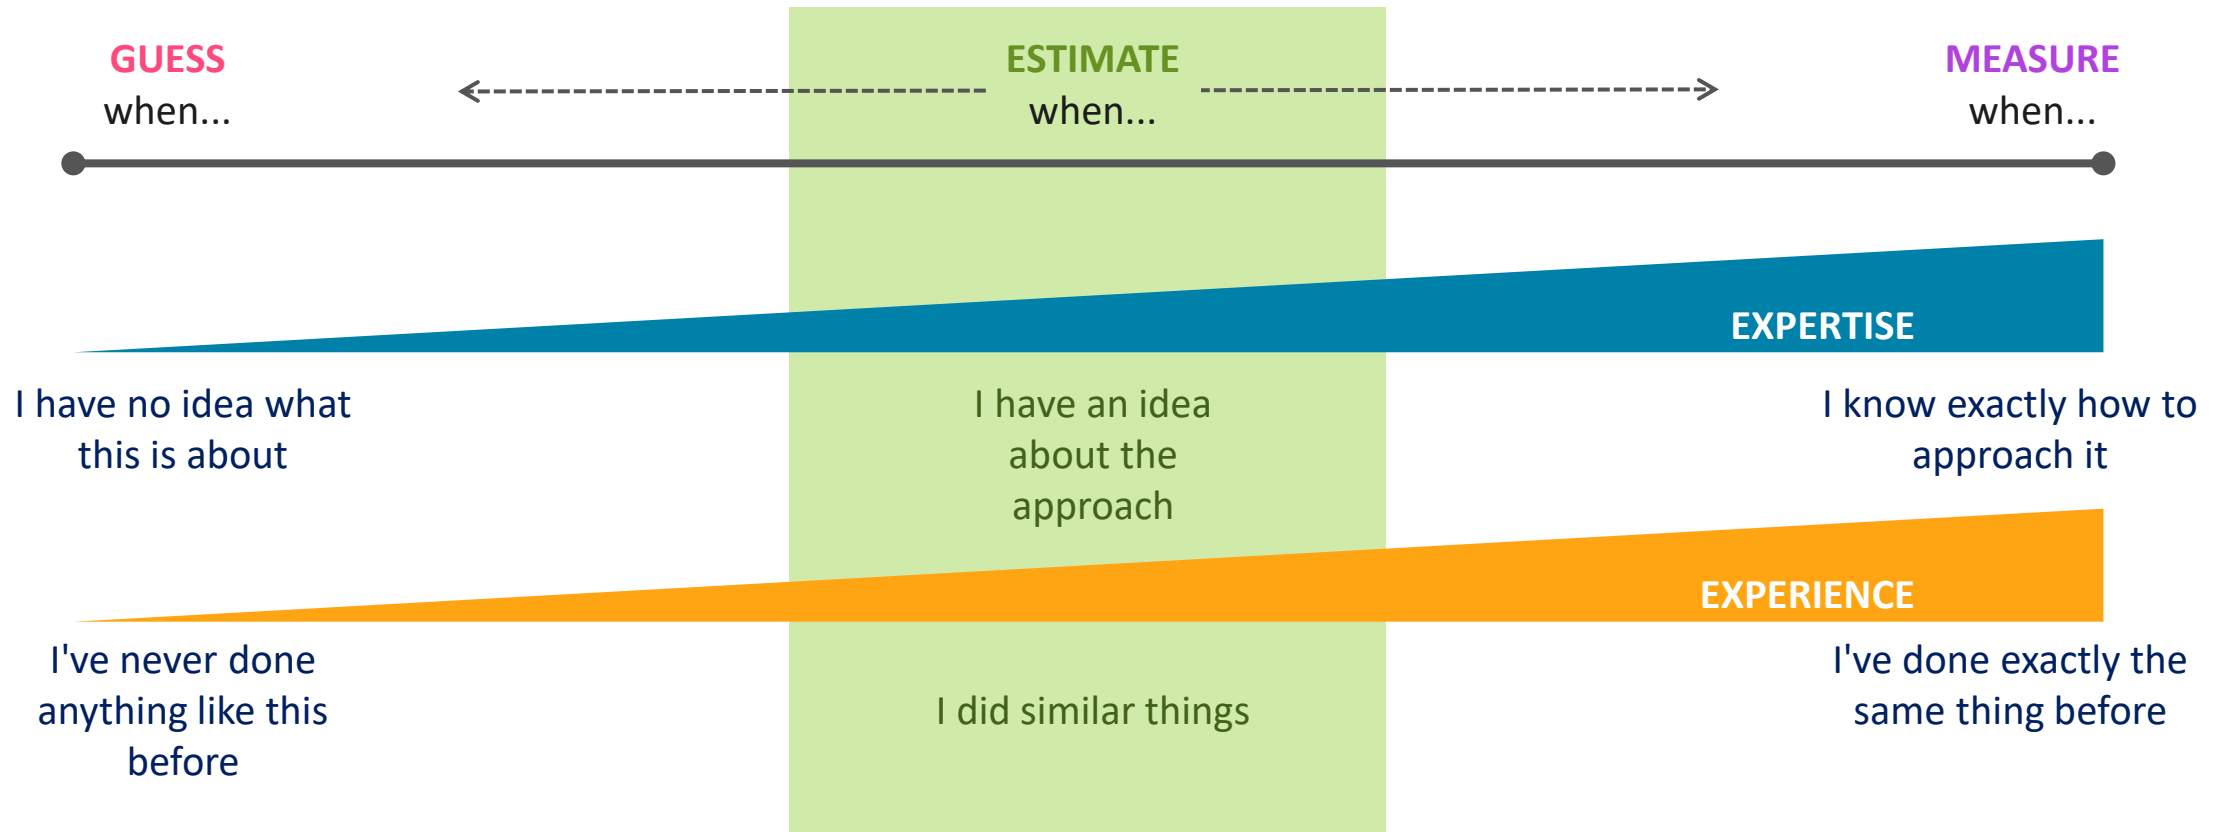 GUESS
when...
ESTIMATE
when...
MEASURE
when...
EXPERTISE
I have no idea what
this is about
I have an idea
about the
approach
I know exactly how to
approach it
EXPERIENCE
I've never done
anything like this
before
I did similar things
I've done exactly the
same thing before